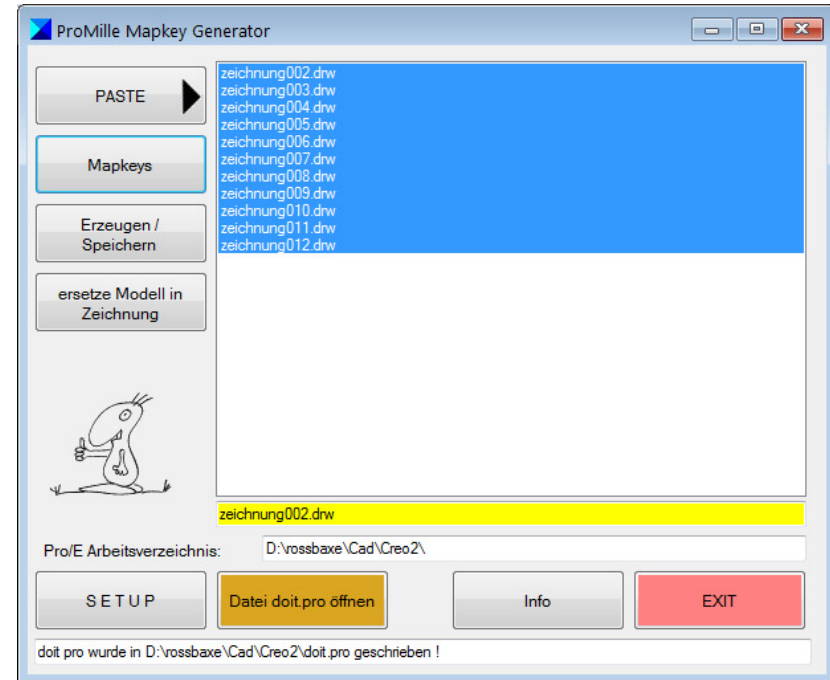 ProMille Mapkey Generator
PASTE
Mapkeys
Erzeugen /
Speichern
ersetze Modell in
Zeichnung
zeichnung002.drw
zeichnung003.drw
zeichnung004.drw
zeichnung005.drw
zeichnung006.drw
zeichnung007.drw
zeichnung008.drw
zeichnung009.drw
zeichnung010.drw
zeichnung011.drw
zeichnung012.drw
zeichnung002.drw
Pro/E Arbeitsverzeichnis: D:\rossbaxe\Cad\Creo2\
S E T U P
Datei doit.pro öffnen
Info
EXIT
doit pro wurde in D:\rossbaxe\Cad\Creo2\doit.pro geschrieben !